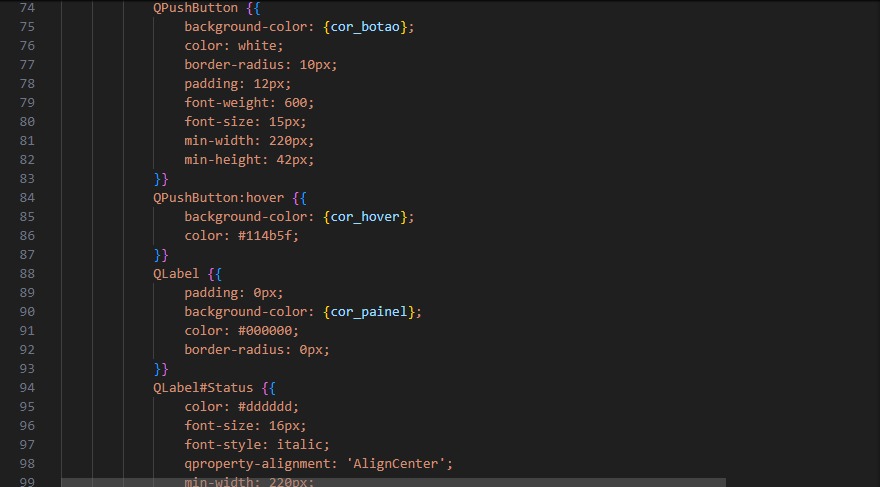 74 QPushButton {{
75 background-color: {cor_botao};
76 color: white;
77 border-radius: 10px;
78 padding: 12px;
79 font-weight: 600;
80 font-size: 15px;
81 min-width: 220px;
82 min-height: 42px;
83 }}
84 QPushButton:hover {{
85 background-color: {cor_hover};
86 color: #114b5f;
87 }}
88 QLabel {{
89 padding: 0px;
90 background-color: {cor_painel};
91 color: #000000;
92 border-radius: 0px;
93 }}
94 QLabel#Status {{
95 color: #dddddd;
96 font-size: 16px;
97 font-style: italic;
98 qproperty-alignment: 'AlignCenter';
99 min-width: 220px;